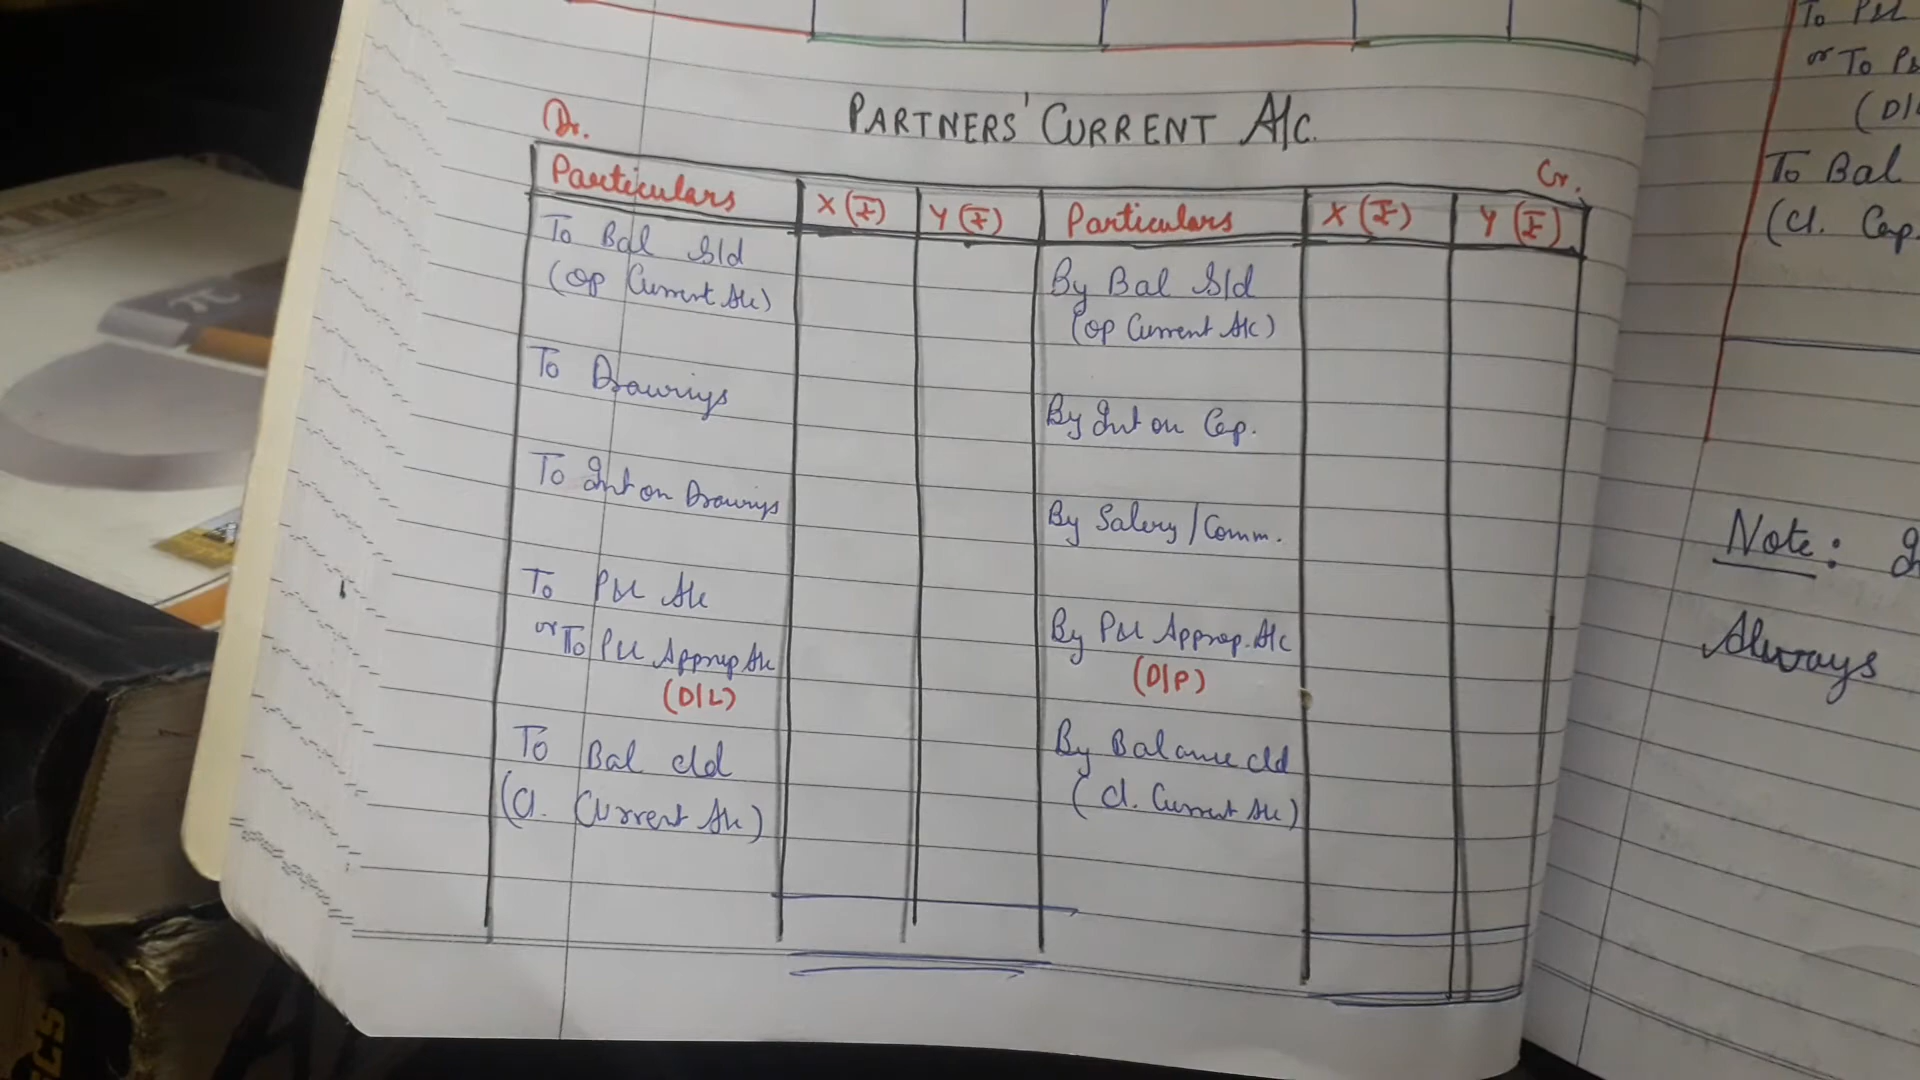 PARTNERS' CURRENT A/c.
Dr.
Cr.
Particulars X (₹) Y (₹) Particulars X (₹) Y (₹)
To Bal b/d
(op Current A/c)
To Drawings
To Int on Drawings
To P&L A/c
or To P&L Approp A/c
(D/L)
To Bal c/d
(Cl. Current A/c)
By Bal b/d
(op Current A/c)
By Int on Cap.
By Salary/Comm.
By P&L Approp. A/c
(D/P)
By Balance c/d
(Cl. Current A/c)
To P&L
or To
(D/
To Bal
(Cl. Cap.
Note:
Always
π